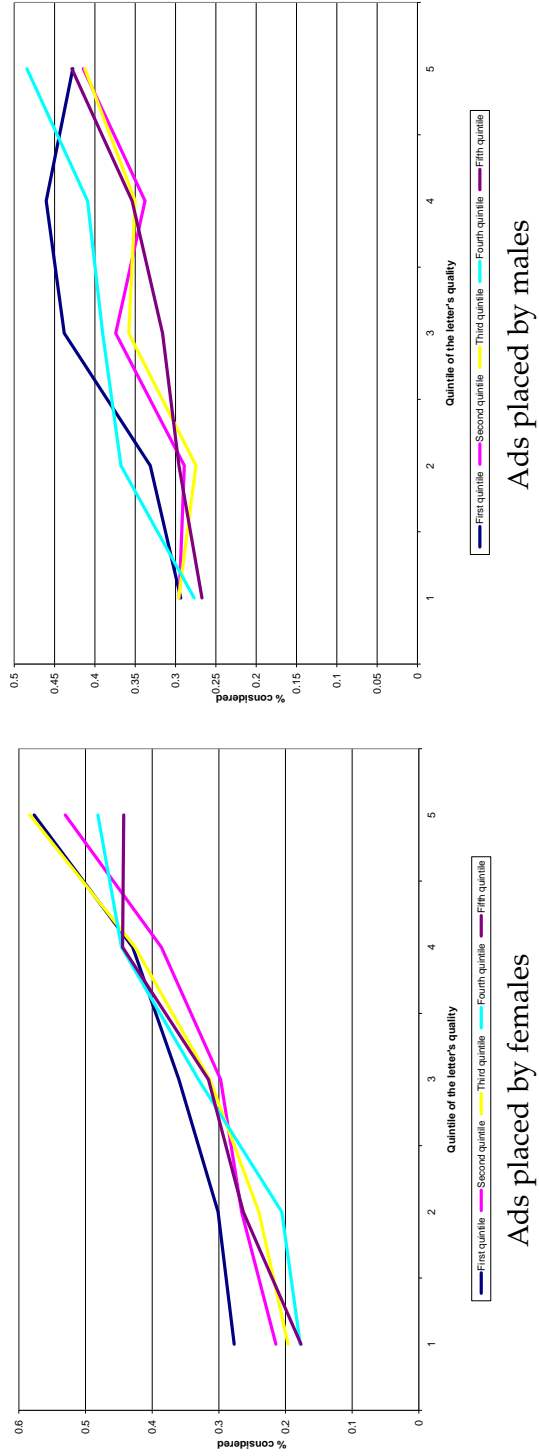 0.6
0.5
0.4
0.3
0.2
0.1
0
% considered
1 2 3 4 5
Quintile of the letter's quality
First quintile Second quintile Third quintile Fourth quintile Fifth quintile
Ads placed by females
0.5
0.45
0.4
0.35
0.3
0.25
0.2
0.15
0.1
0.05
0
% considered
1 2 3 4 5
Quintile of the letter's quality
First quintile Second quintile Third quintile Fourth quintile Fifth quintile
Ads placed by males